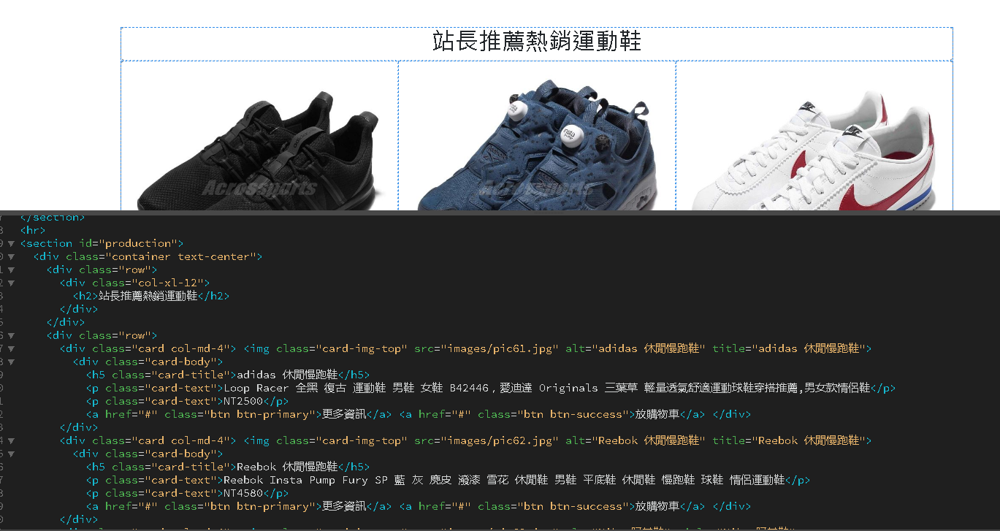 站長推薦熱銷運動鞋
Acrossports
insta
pump
Acrossports
</section>
<hr>
<section id="production">
<div class="container text-center">
<div class="row">
<div class="col-xl-12">
<h2>站長推薦熱銷運動鞋</h2>
</div>
</div>
<div class="row">
<div class="card col-md-4"> <img class="card-img-top" src="images/pic61.jpg" alt="adidas 休閒慢跑鞋" title="adidas 休閒慢跑鞋">
<div class="card-body">
<h5 class="card-title">adidas 休閒慢跑鞋</h5>
<p class="card-text">Loop Racer 全黑 復古 運動鞋 男鞋 女鞋 B42446，愛迪達 Originals 三葉草 輕量透氣舒適運動球鞋穿搭推薦,男女款情侶鞋</p>
<p class="card-text">NT2500</p>
<a href="#" class="btn btn-primary">更多資訊</a> <a href="#" class="btn btn-success">放購物車</a> </div>
</div>
<div class="card col-md-4"> <img class="card-img-top" src="images/pic62.jpg" alt="Reebok 休閒慢跑鞋" title="Reebok 休閒慢跑鞋">
<div class="card-body">
<h5 class="card-title">Reebok 休閒慢跑鞋</h5>
<p class="card-text">Reebok Insta Pump Fury SP 藍 灰 麂皮 潑漆 雪花 休閒鞋 男鞋 平底鞋 休閒鞋 慢跑鞋 球鞋 情侶運動鞋</p>
<p class="card-text">NT4580</p>
<a href="#" class="btn btn-primary">更多資訊</a> <a href="#" class="btn btn-success">放購物車</a> </div>
</div>